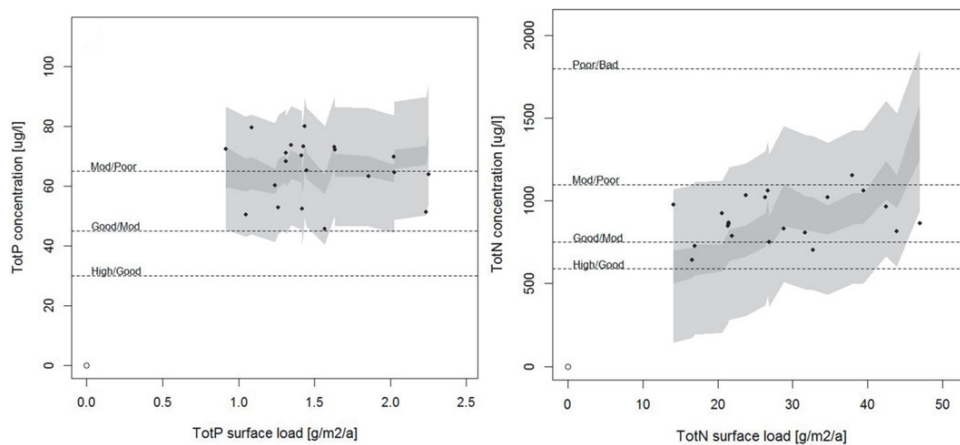 TotP concentration [ug/l]
100
80
60
40
20
0
Mod/Poor
Good/Mod
High/Good
0.0 0.5 1.0 1.5 2.0 2.5
TotP surface load [g/m2/a]
TotN concentration [ug/l]
2000
1500
1000
500
0
Poor/Bad
Mod/Poor
Good/Mod
High/Good
0 10 20 30 40 50
TotN surface load [g/m2/a]